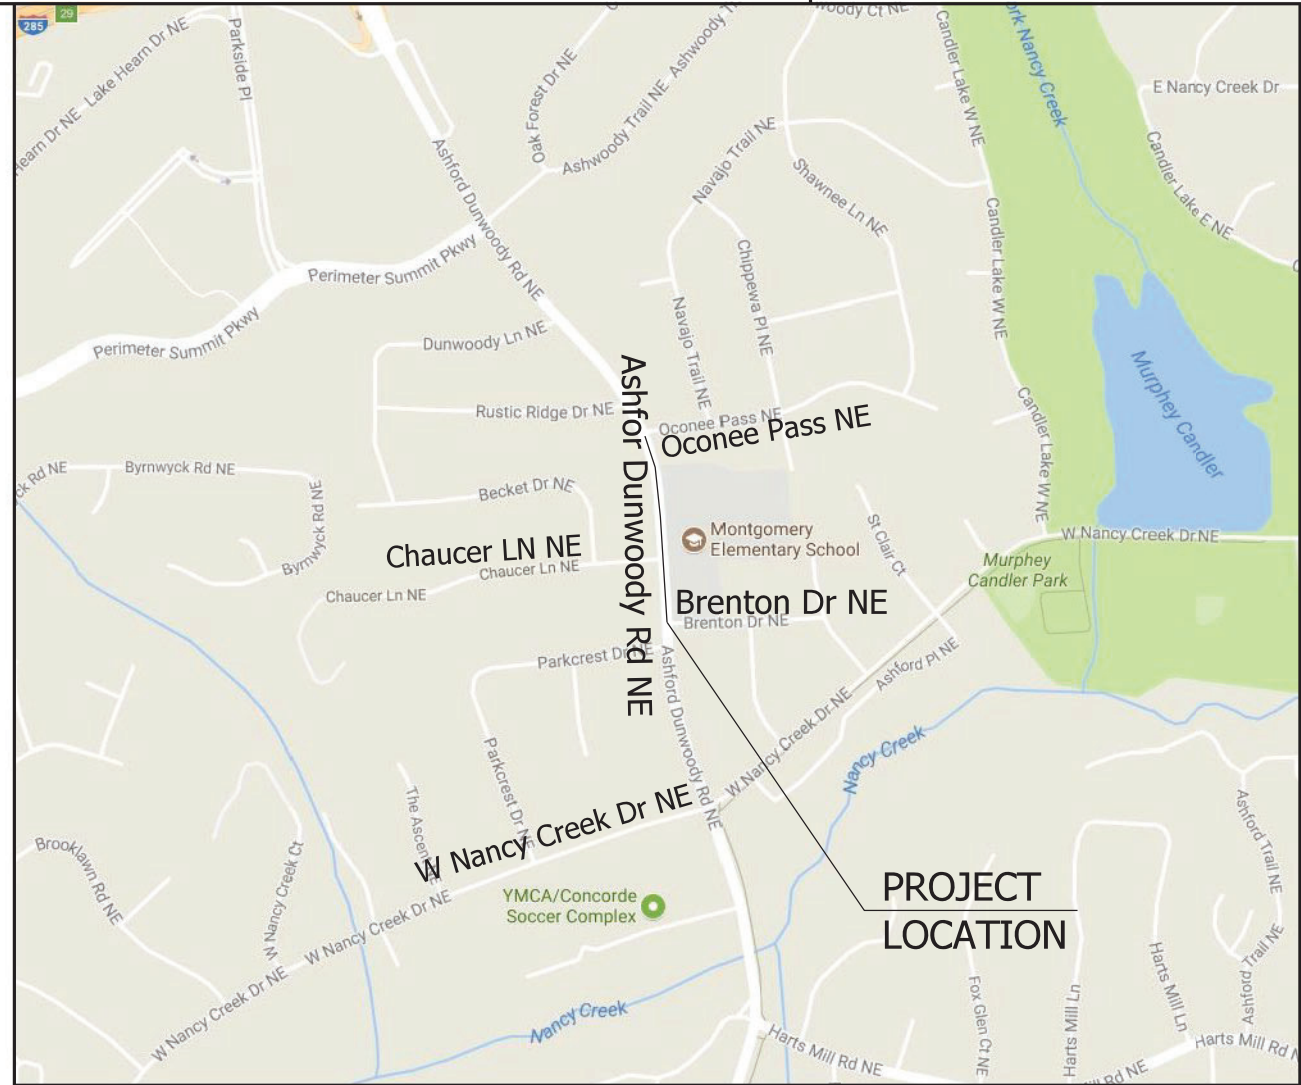 29
285
Parkside Pl
Lake Hearn Dr NE
Hearn Dr NE
Oak Forest Dr NE
Ashwoody Trail NE
Ashwoody
woody Ct NE
Candler Lake W NE
ork Nancy Creek
E Nancy Creek Dr
Candler Lake E NE
Ashford Dunwoody Rd NE
Navajo Trail NE
Shawnee Ln NE
Candler Lake W NE
Perimeter Summit Pkwy
Chippewa Pl NE
Perimeter Summit Pkwy
Dunwoody Ln NE
Navajo Trail NE
Murphey Candler
Ashfor Dunwoody Rd NE
Rustic Ridge Dr NE
Oconee Pass NE
Oconee Pass NE
Candler Lake W NE
ck Rd NE
Byrnwyck Rd NE
Byrnwyck Rd NE
Becket Dr NE
Montgomery
Elementary School
St Clair Ct
W Nancy Creek Dr NE
Chaucer LN NE
Chaucer Ln NE
Chaucer Ln NE
Murphey
Candler Park
Brenton Dr NE
Brenton Dr NE
Parkcrest Dr NE
Ashford Dunwoody Rd NE
Ashford Pl NE
W Nancy Creek Dr NE
Nancy Creek
Parkcrest Dr NE
The Ascent NE
W Nancy Creek Dr NE
Ashford Trail NE
Brooklawn Rd NE
W Nancy Creek Ct
YMCA/Concorde
Soccer Complex
PROJECT
LOCATION
W Nancy Creek Dr NE
W Nancy Creek Dr NE
Nancy Creek
Fox Glen Ct NE
Harts Mill Ln
Harts Mill Ln
Ashford Trail NE
Harts Mill Rd NE
Rd NE
Harts Mill Rd N